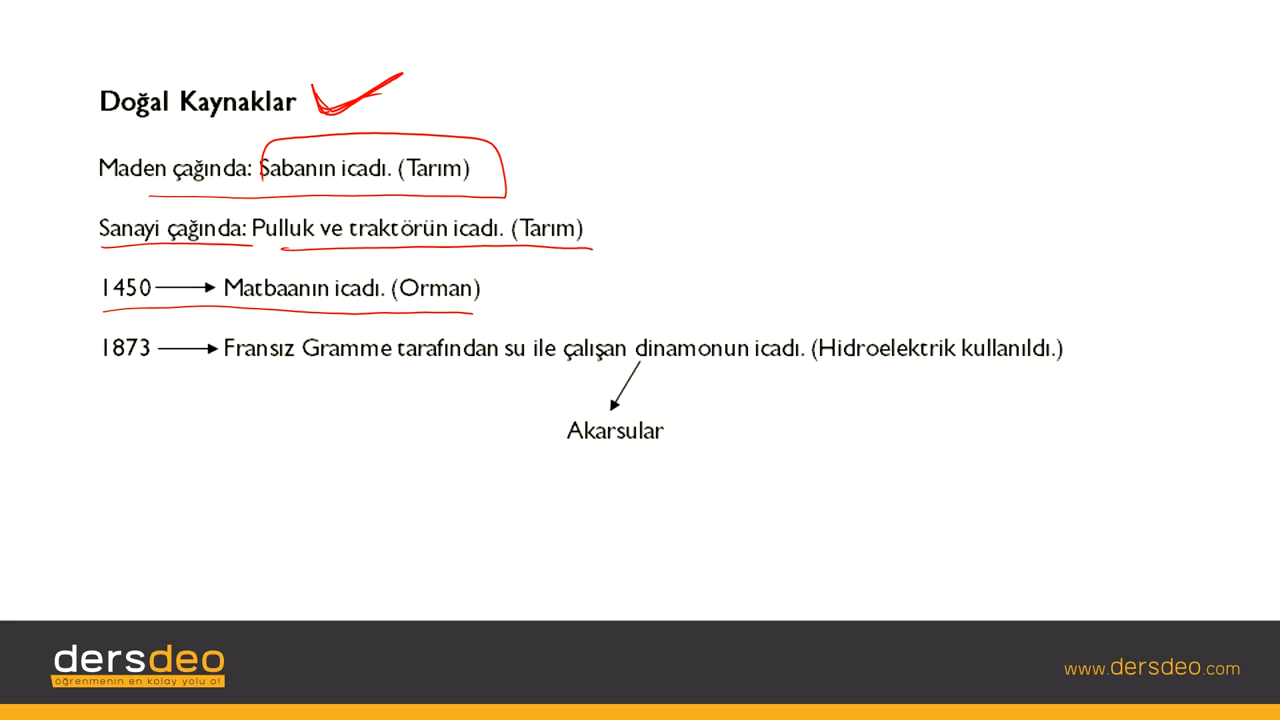 Doğal Kaynaklar
Maden çağında: Sabanın icadı. (Tarım)
Sanayi çağında: Pulluk ve traktörün icadı. (Tarım)
1450 → Matbaanın icadı. (Orman)
1873 → Fransız Gramme tarafından su ile çalışan dinamonun icadı. (Hidroelektrik kullanıldı.)
Akarsular
dersdeo
öğrenmenin en kolay yolu o!
www.dersdeo.com